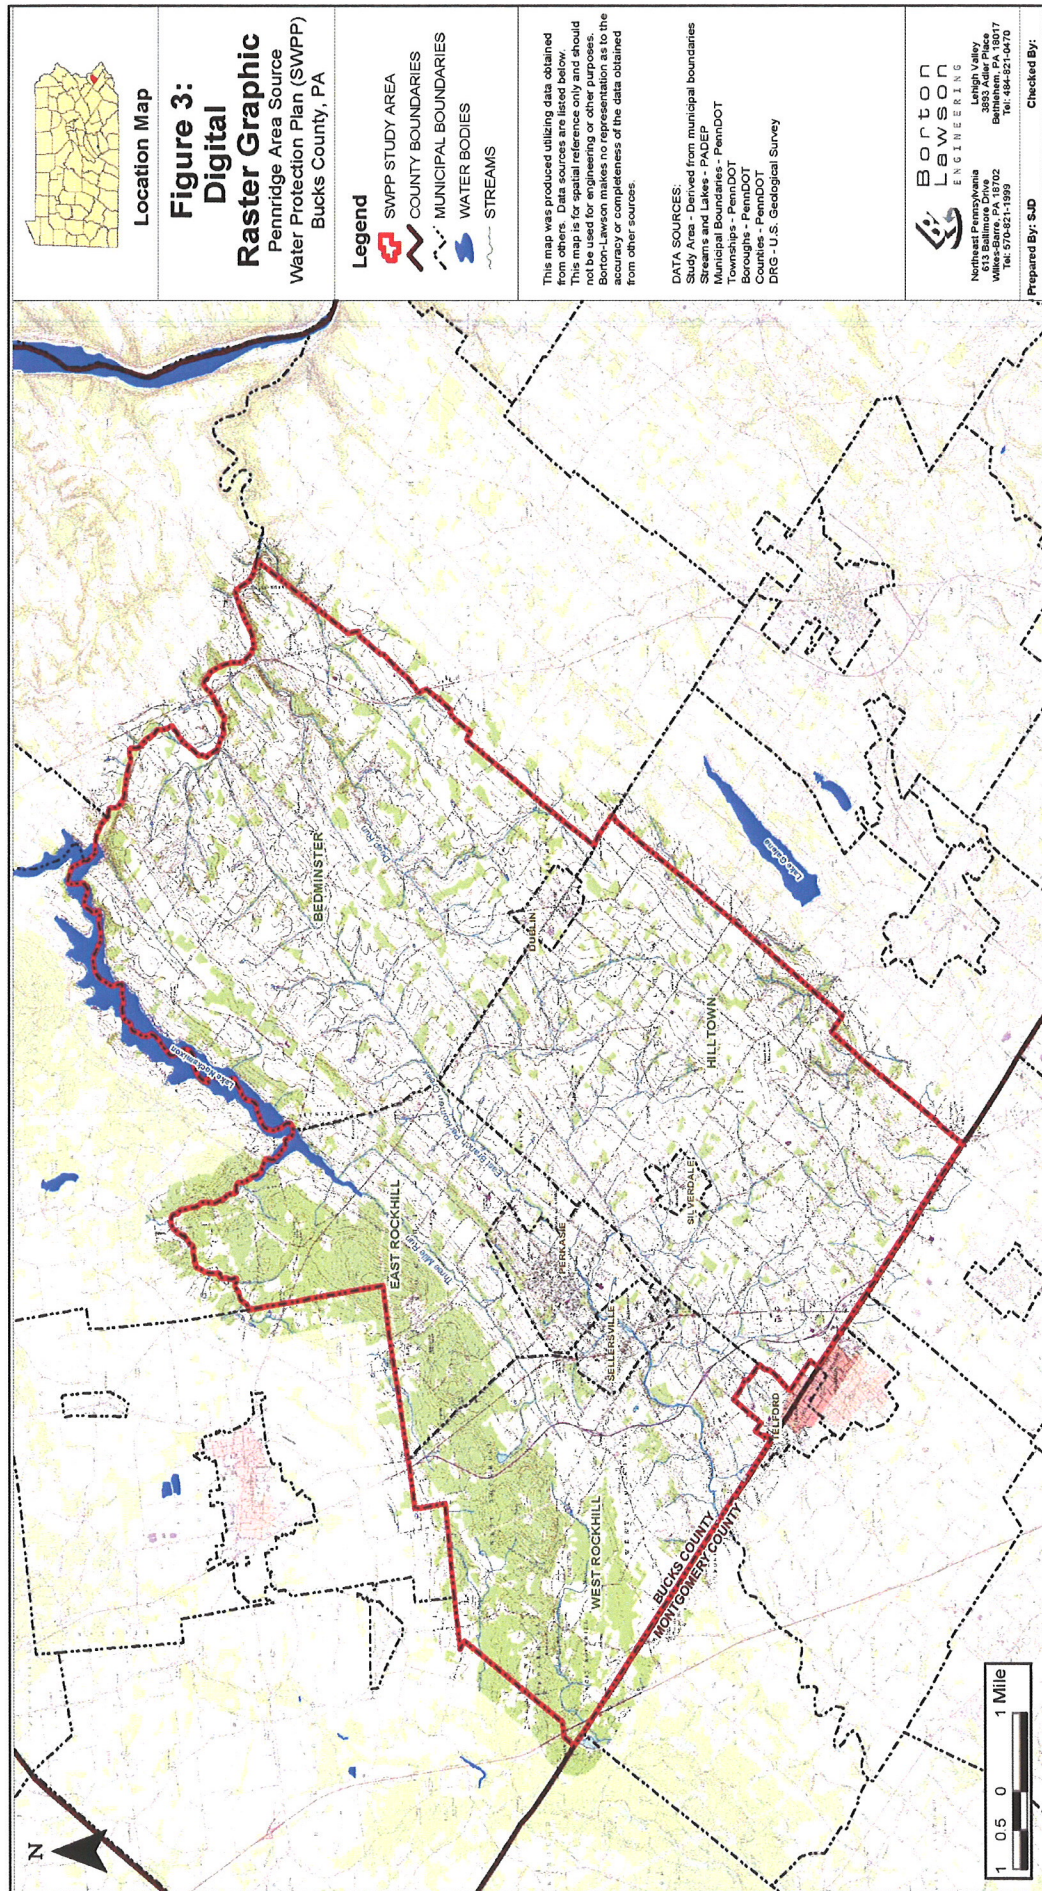 Location Map
Figure 3:
Digital
Raster Graphic
Pennridge Area Source
Water Protection Plan (SWPP)
Bucks County, PA
Legend
SWPP STUDY AREA
COUNTY BOUNDARIES
MUNICIPAL BOUNDARIES
WATER BODIES
STREAMS
This map was produced utilizing data obtained
from others. Data sources are listed below.
This map is for spatial reference only and should
not be used for engineering or other purposes.
Borton-Lawson makes no representation as to the
accuracy or completeness of the data obtained
from other sources.
DATA SOURCES:
Study Area - Derived from municipal boundaries
Streams and Lakes - PADEP
Municipal Boundaries - PennDOT
Townships - PennDOT
Boroughs - PennDOT
Counties - PennDOT
DRG - U.S. Geological Survey
Borton
Lawson
ENGINEERING
Northeast Pennsylvania
613 Baltimore Drive
Wilkes-Barre, PA 18702
Tel: 570-821-1999
Lehigh Valley
3893 Adler Place
Bethlehem, PA 18017
Tel: 484-821-0470
Prepared By: SJD
Checked By:
N
Lake Nockamixon
BEDMINSTER
Deep Run
EAST ROCKHILL
Three Mile Run
East Branch Perkiomen Creek
DUBLIN
Lake Galena
HILLTOWN
PERKASIE
SILVERDALE
SELLERSVILLE
TELFORD
WEST ROCKHILL
BUCKS COUNTY
MONTGOMERY COUNTY
1 0.5 0 1 Mile